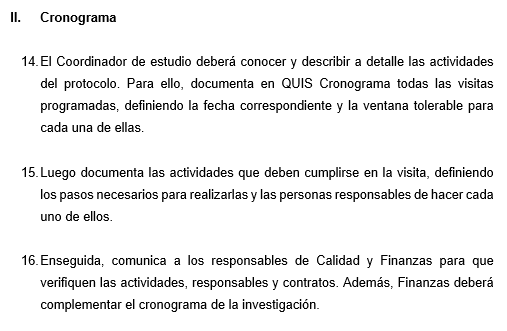 II. Cronograma
14. El Coordinador de estudio deberá conocer y describir a detalle las actividades
del protocolo. Para ello, documenta en QUIS Cronograma todas las visitas
programadas, definiendo la fecha correspondiente y la ventana tolerable para
cada una de ellas.
15. Luego documenta las actividades que deben cumplirse en la visita, definiendo
los pasos necesarios para realizarlas y las personas responsables de hacer cada
uno de ellos.
16. Enseguida, comunica a los responsables de Calidad y Finanzas para que
verifiquen las actividades, responsables y contratos. Además, Finanzas deberá
complementar el cronograma de la investigación.